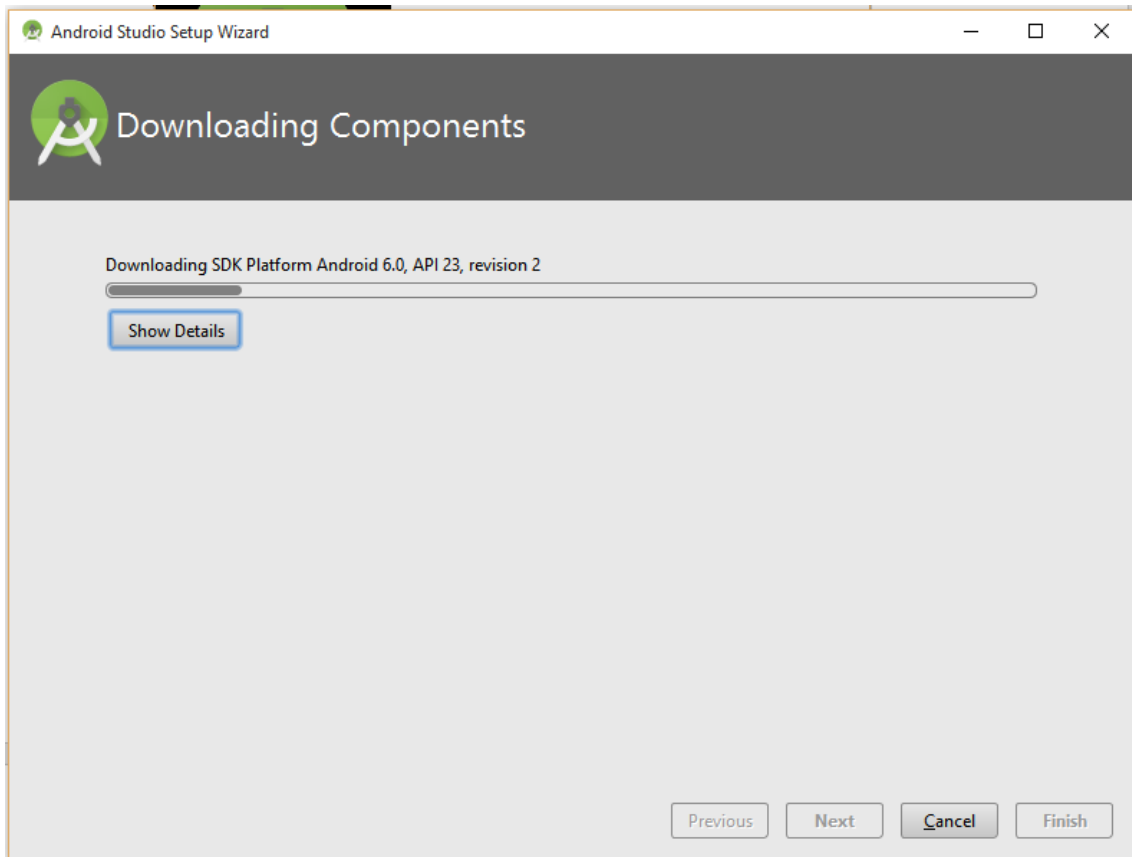 Android Studio Setup Wizard
Downloading Components
Downloading SDK Platform Android 6.0, API 23, revision 2
Show Details
Previous Next Cancel Finish